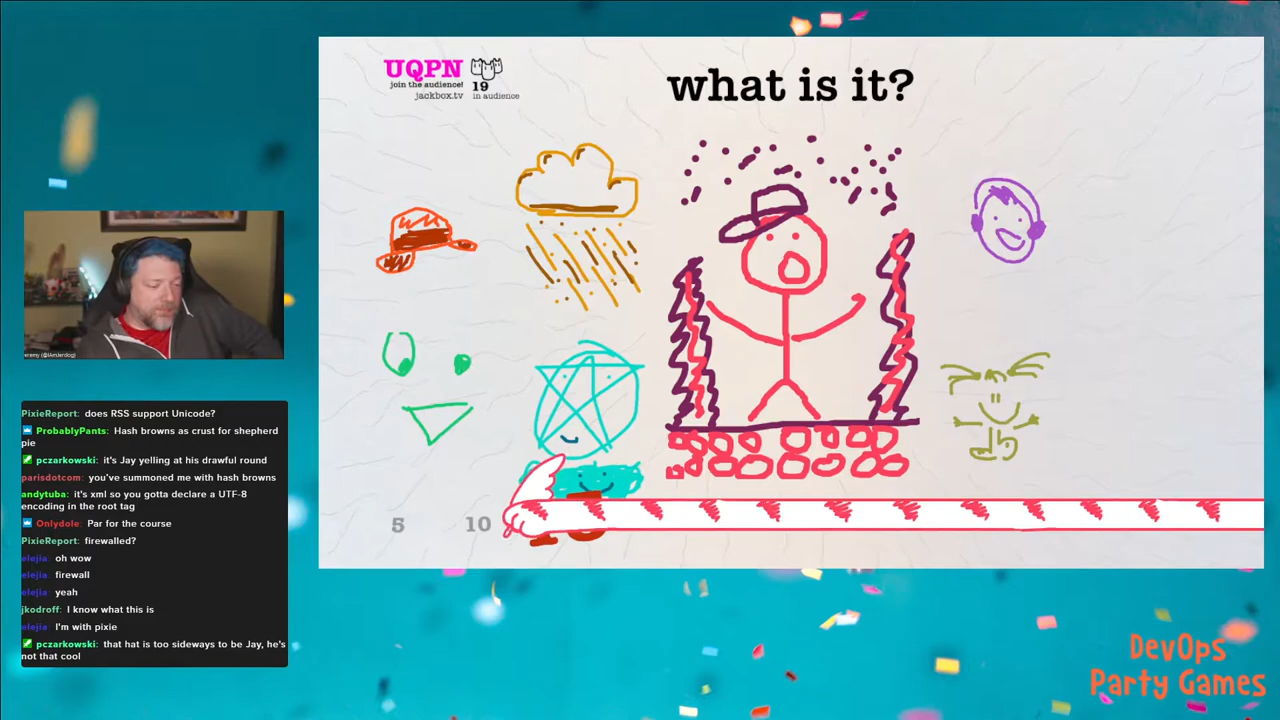 UQPN
join the audience!
jackbox.tv
19
in audience
what is it?
5 10
eremy (@IAmJerdog)
PixieReport: does RSS support Unicode?
ProbablyPants: Hash browns as crust for shepherd
pie
pczarkowski: it's Jay yelling at his drawful round
parisdotcom: you've summoned me with hash browns
andytuba: it's xml so you gotta declare a UTF-8
encoding in the root tag
Onlydole: Par for the course
PixieReport: firewalled?
elejia: oh wow
elejia: firewall
elejia: yeah
jkodroff: I know what this is
elejia: I'm with pixie
pczarkowski: that hat is too sideways to be Jay, he's
not that cool
DevOps
Party Games